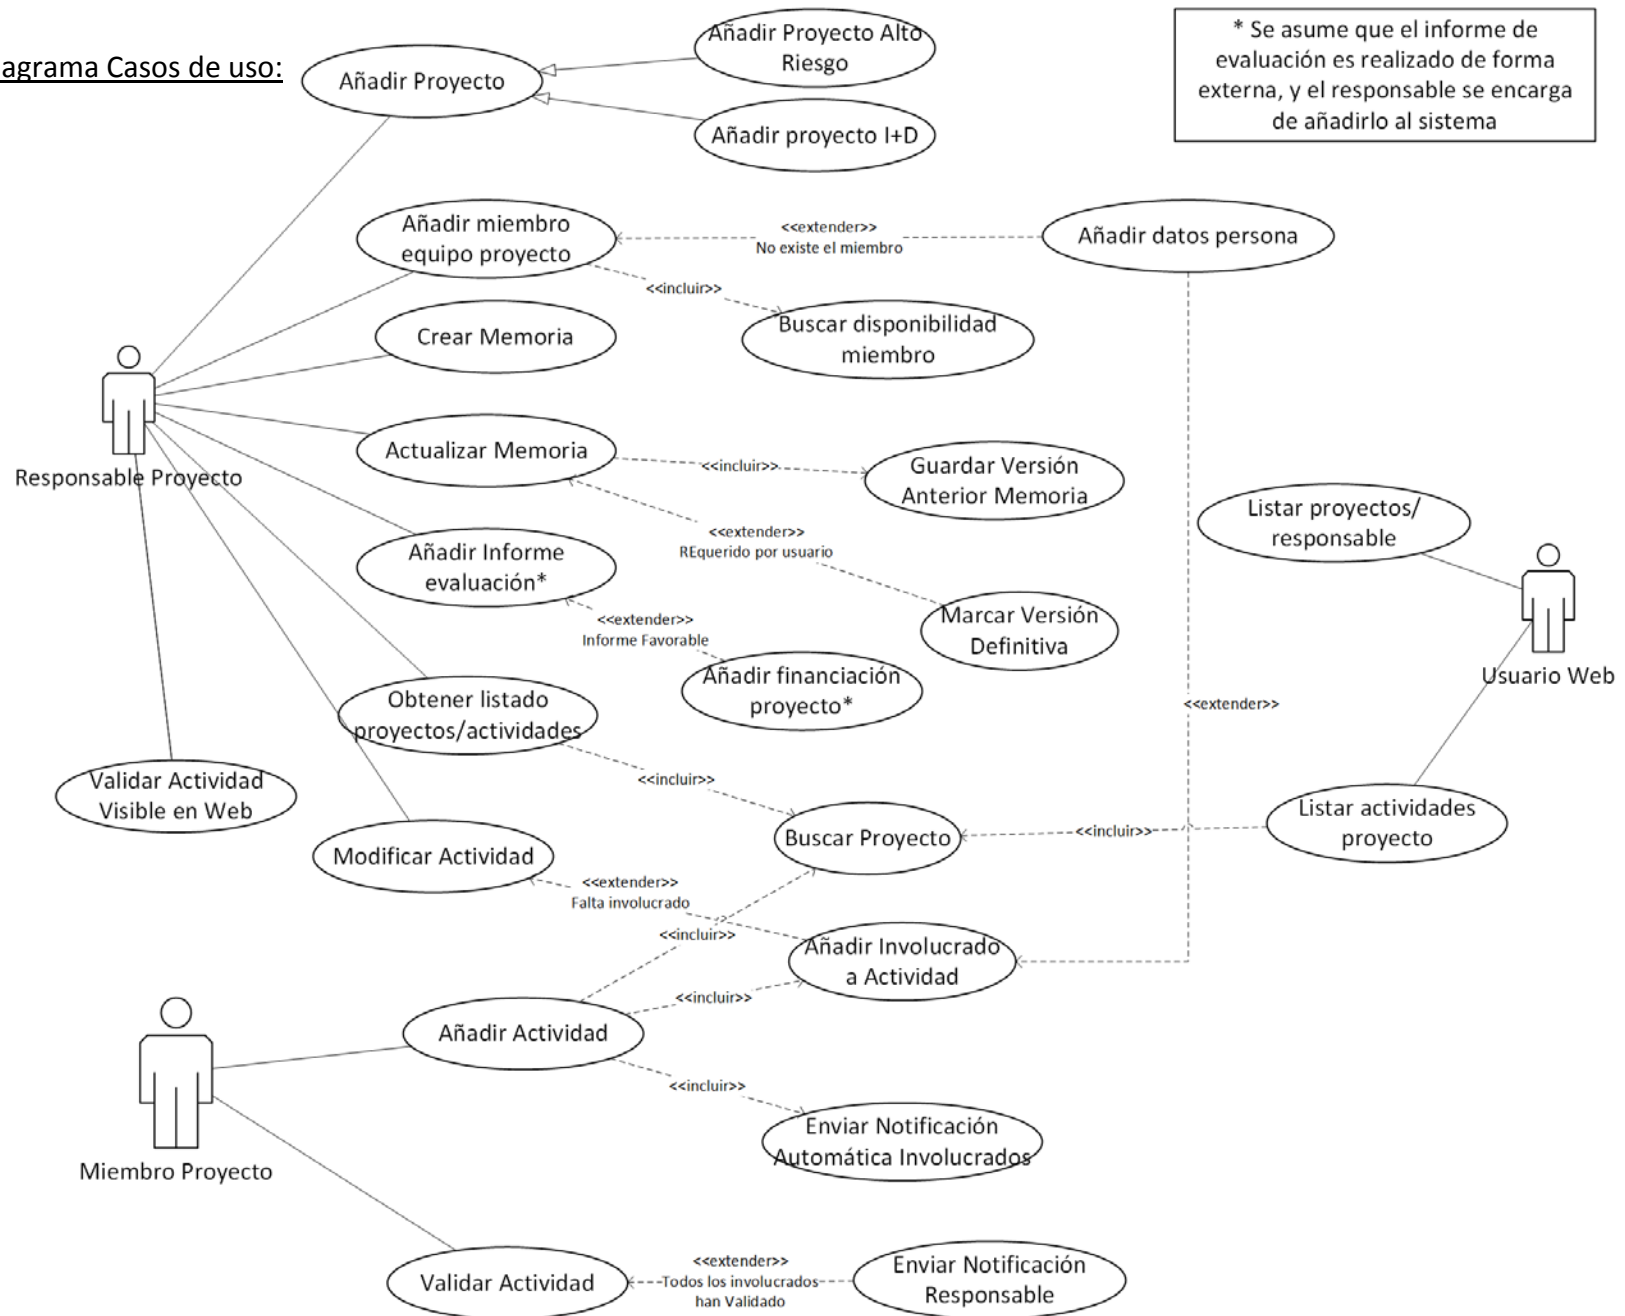 agrama Casos de uso:
Añadir Proyecto
Añadir Proyecto Alto
Riesgo
Añadir proyecto I+D
* Se asume que el informe de
evaluación es realizado de forma
externa, y el responsable se encarga
de añadirlo al sistema
Añadir miembro
equipo proyecto
<<extender>>
No existe el miembro
Añadir datos persona
<<incluir>>
Buscar disponibilidad
miembro
Crear Memoria
Responsable Proyecto
Actualizar Memoria
<<incluir>>
Guardar Versión
Anterior Memoria
<<extender>>
REquerido por usuario
Marcar Versión
Definitiva
Listar proyectos/
responsable
Usuario Web
Añadir Informe
evaluación*
<<extender>>
Informe Favorable
Añadir financiación
proyecto*
Obtener listado
proyectos/actividades
<<extender>>
Validar Actividad
Visible en Web
<<incluir>>
Buscar Proyecto
<<incluir>>
Listar actividades
proyecto
Modificar Actividad
<<extender>>
Falta involucrado
<<incluir>>
Añadir Involucrado
a Actividad
<<incluir>>
Añadir Actividad
<<incluir>>
Enviar Notificación
Automática Involucrados
Miembro Proyecto
Validar Actividad
<<extender>>
Todos los involucrados
han Validado
Enviar Notificación
Responsable